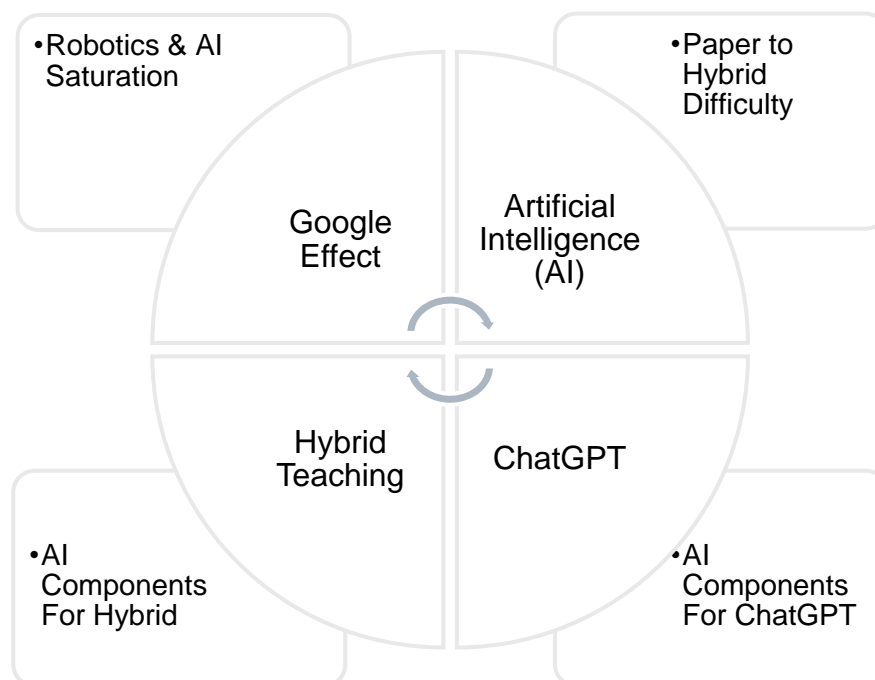 •Robotics & AI
Saturation
•Paper to
Hybrid
Difficulty
Google
Effect
Artificial
Intelligence
(AI)
Hybrid
Teaching
ChatGPT
•AI
Components
For Hybrid
•AI
Components
For ChatGPT